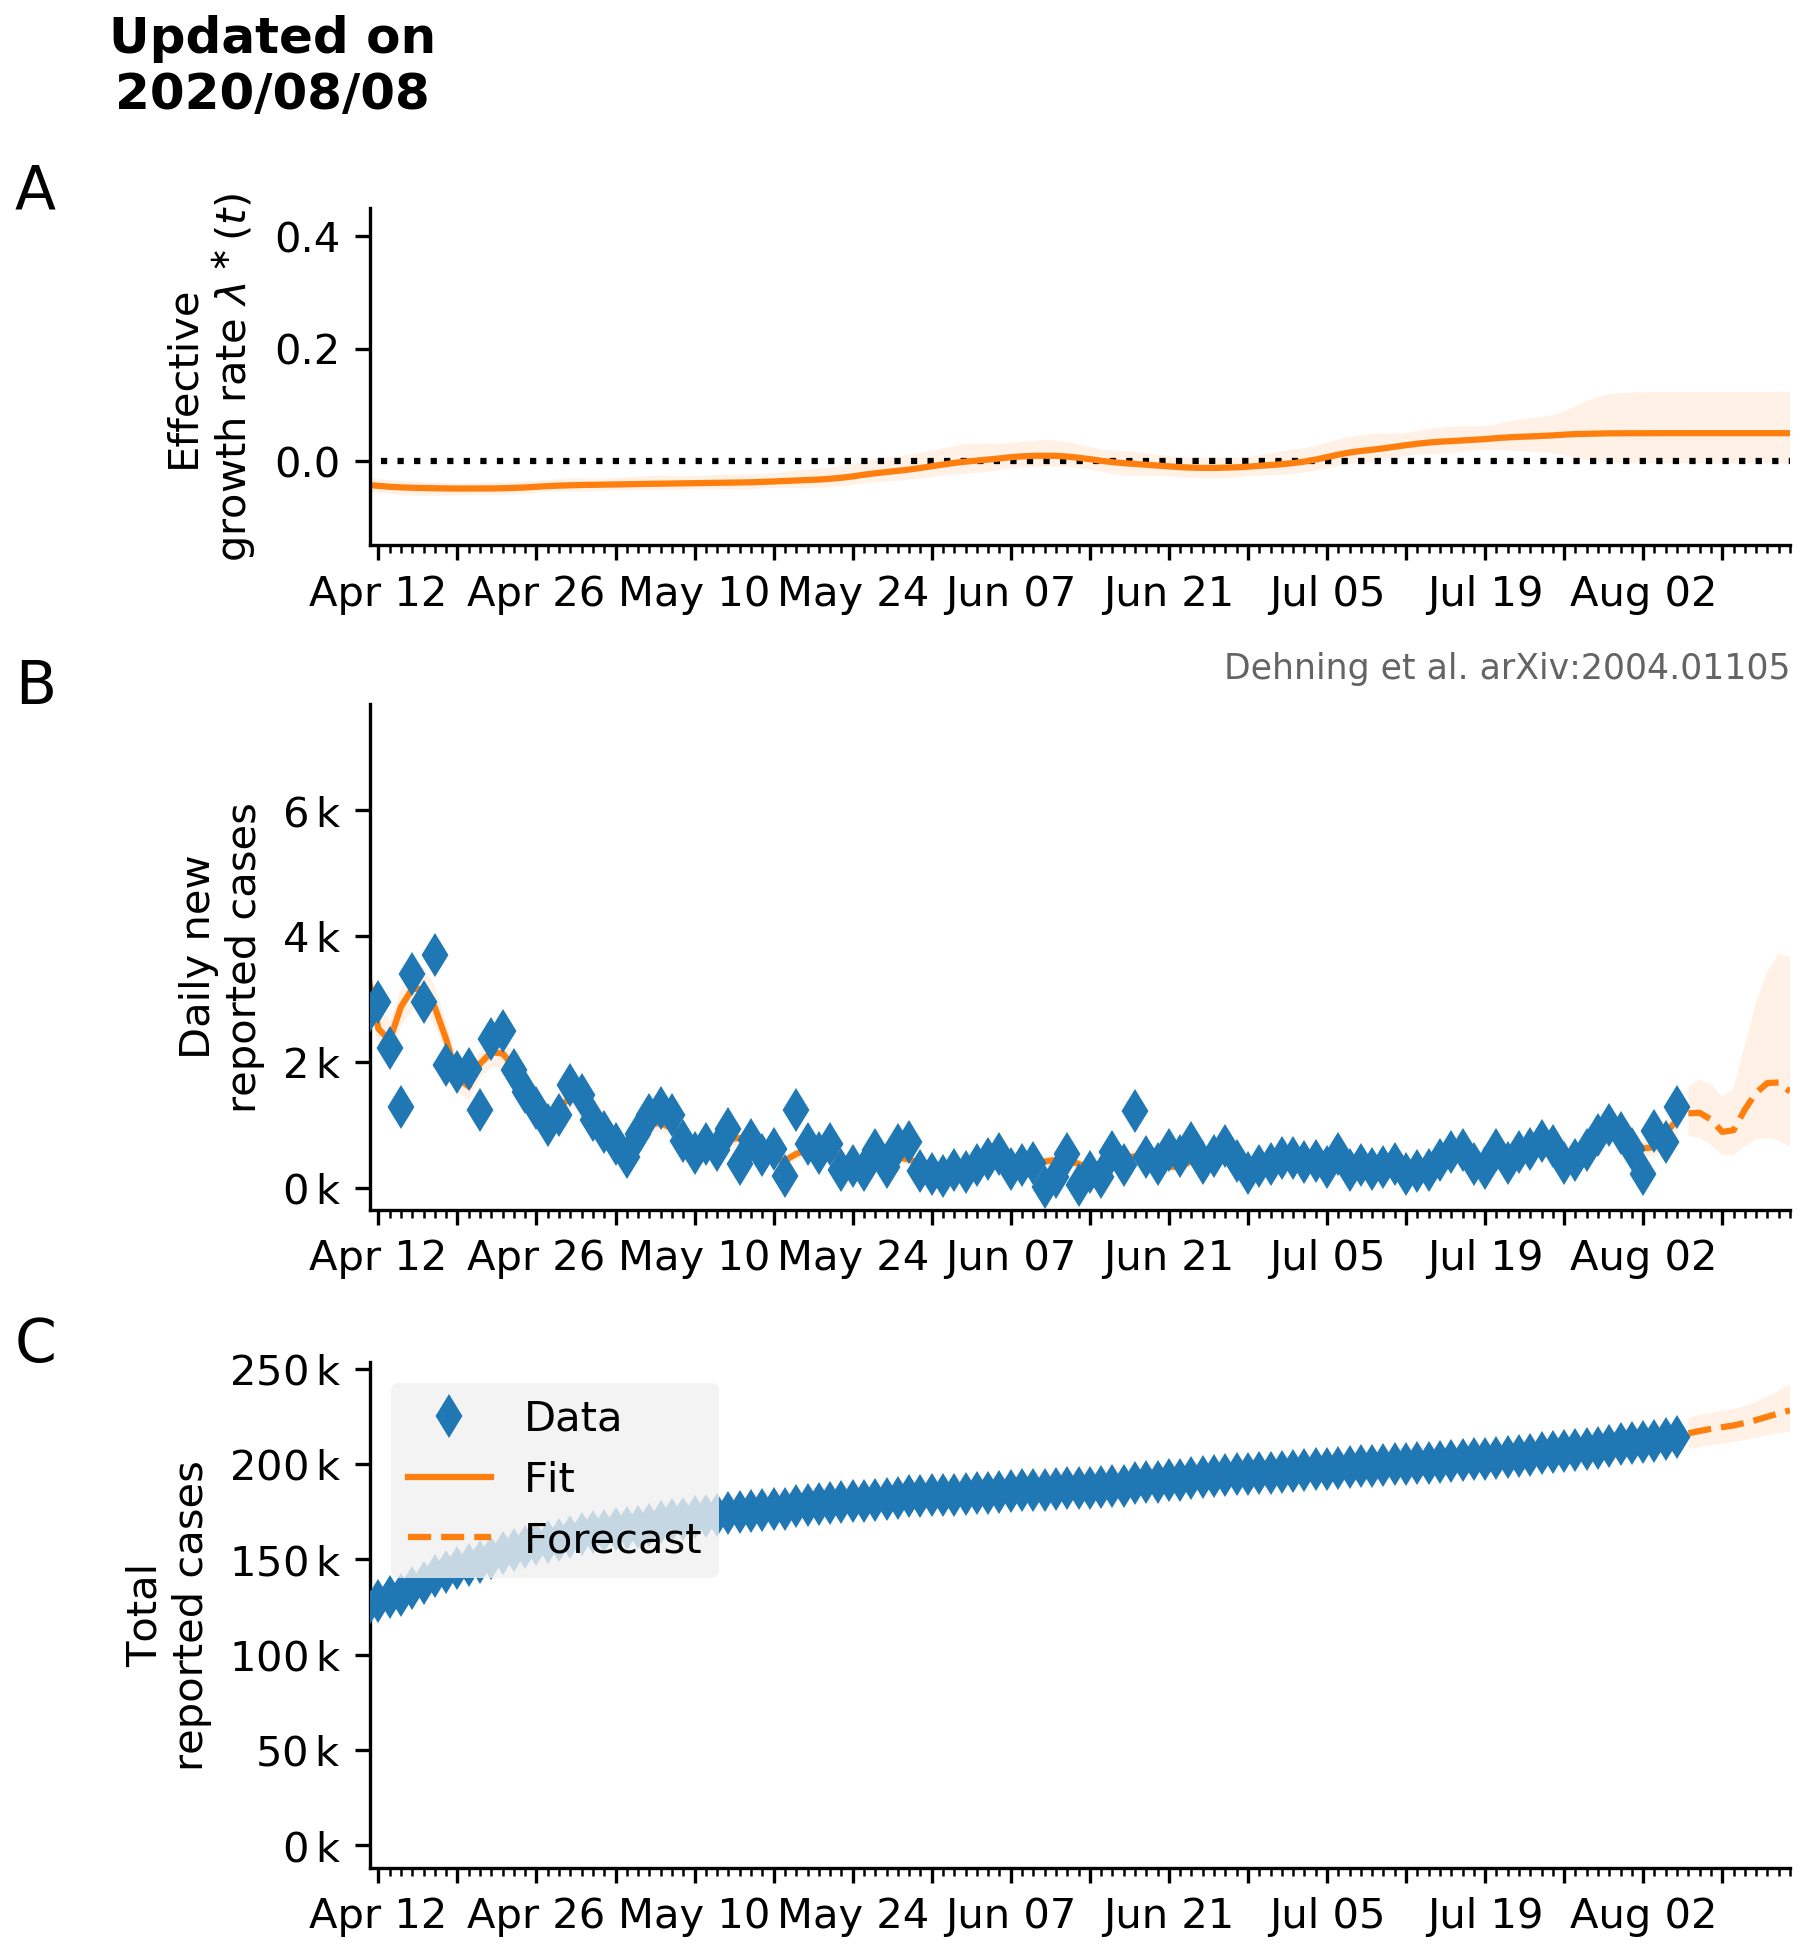 Updated on
2020/08/08
A
Effective
growth rate λ * (t)
0.4
0.2
0.0
Apr 12 Apr 26 May 10 May 24 Jun 07 Jun 21 Jul 05 Jul 19 Aug 02
B
Dehning et al. arXiv:2004.01105
Daily new
reported cases
6 k
4 k
2 k
0 k
Apr 12 Apr 26 May 10 May 24 Jun 07 Jun 21 Jul 05 Jul 19 Aug 02
C
Total
reported cases
250 k
200 k
150 k
100 k
50 k
0 k
Data
Fit
Forecast
Apr 12 Apr 26 May 10 May 24 Jun 07 Jun 21 Jul 05 Jul 19 Aug 02